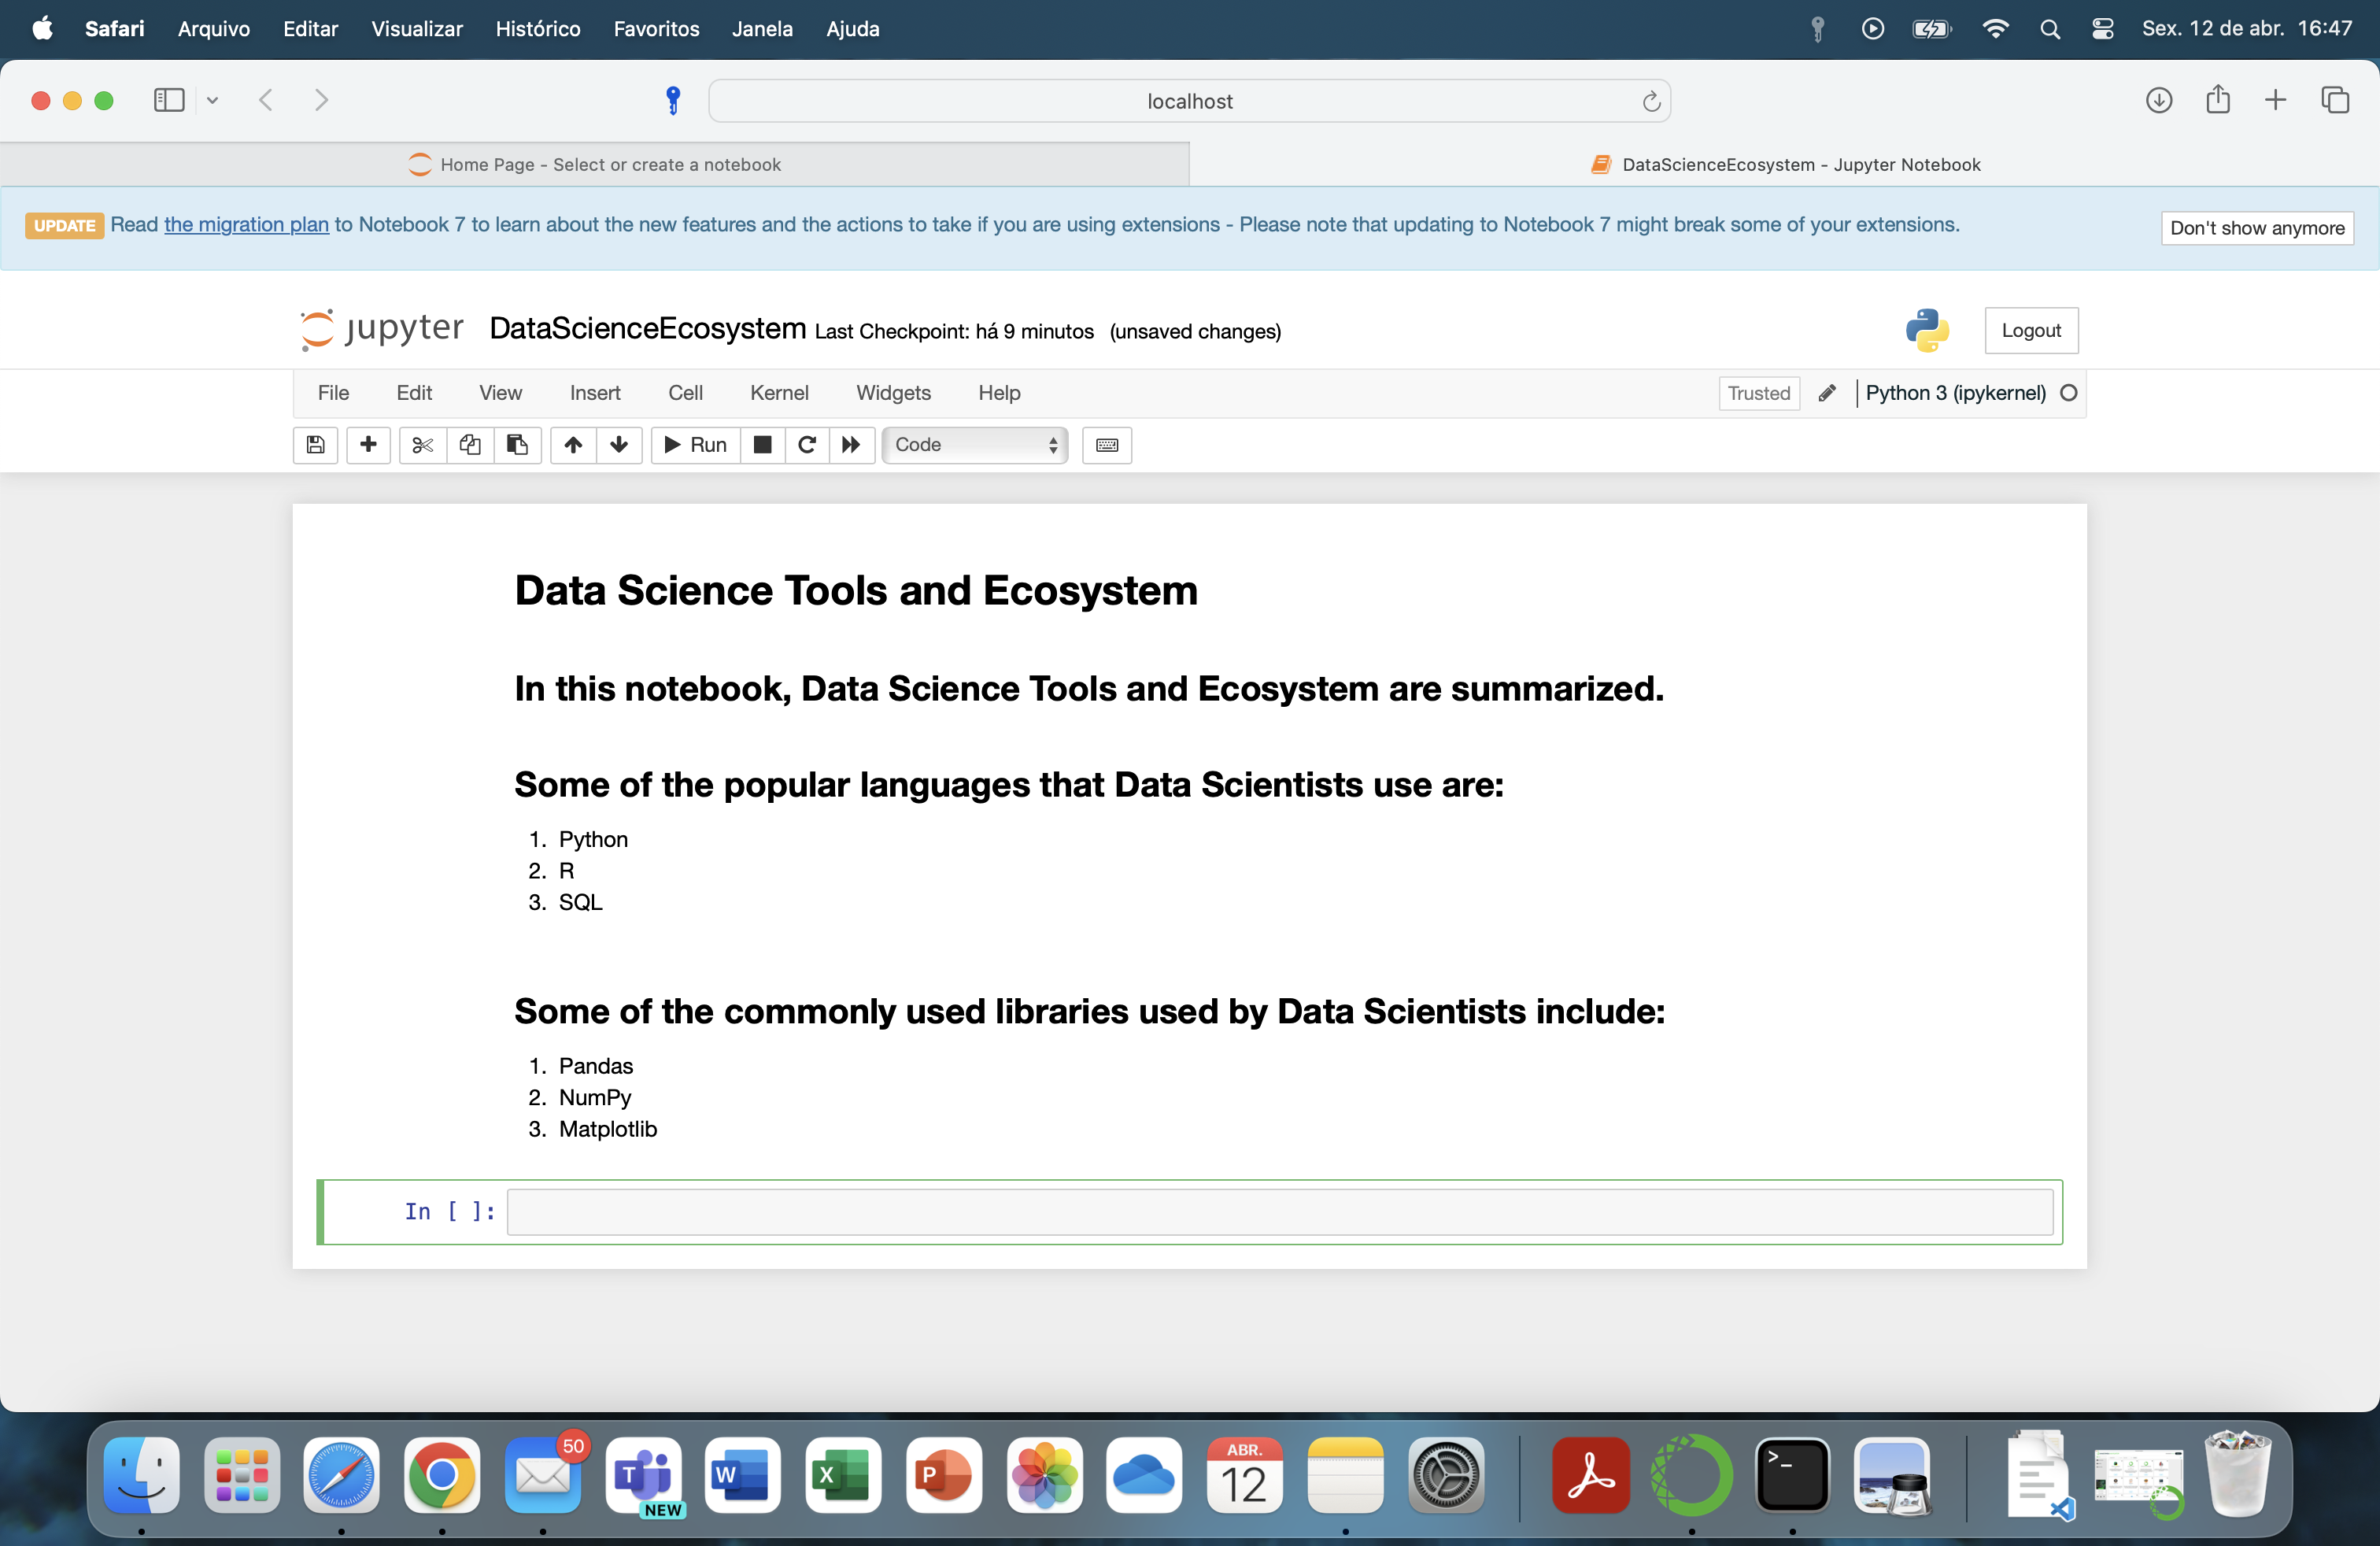 Safari Arquivo Editar Visualizar Histórico Favoritos Janela Ajuda Sex. 12 de abr. 16:47
localhost
Home Page - Select or create a notebook DataScienceEcosystem - Jupyter Notebook
UPDATE Read the migration plan to Notebook 7 to learn about the new features and the actions to take if you are using extensions - Please note that updating to Notebook 7 might break some of your extensions. Don't show anymore
jupyter DataScienceEcosystem Last Checkpoint: há 9 minutos (unsaved changes) Logout
File Edit View Insert Cell Kernel Widgets Help Trusted Python 3 (ipykernel)
Run Code
Data Science Tools and Ecosystem
In this notebook, Data Science Tools and Ecosystem are summarized.
Some of the popular languages that Data Scientists use are:
1. Python
2. R
3. SQL
Some of the commonly used libraries used by Data Scientists include:
1. Pandas
2. NumPy
3. Matplotlib
In [ ]:
50 ABR.
T W X P 12 >_
NEW